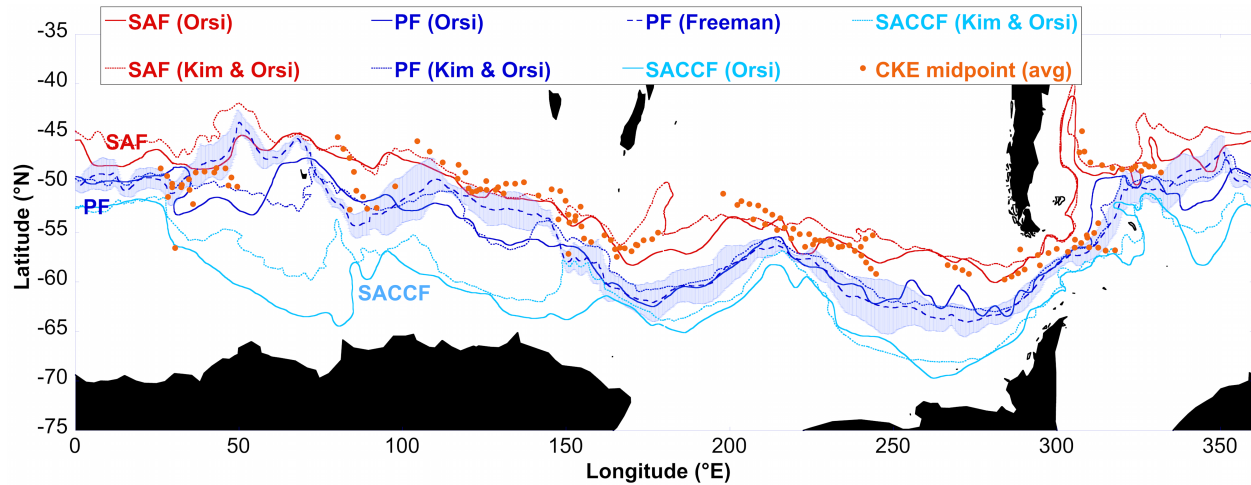 SAF (Orsi) PF (Orsi) PF (Freeman) SACCF (Kim & Orsi)
SAF (Kim & Orsi) PF (Kim & Orsi) SACCF (Orsi) CKE midpoint (avg)
-35
-40
-45
-50
-55
-60
-65
-70
-75
Latitude (°N)
SAF
PF
SACCF
0 50 100 150 200 250 300 350
Longitude (°E)